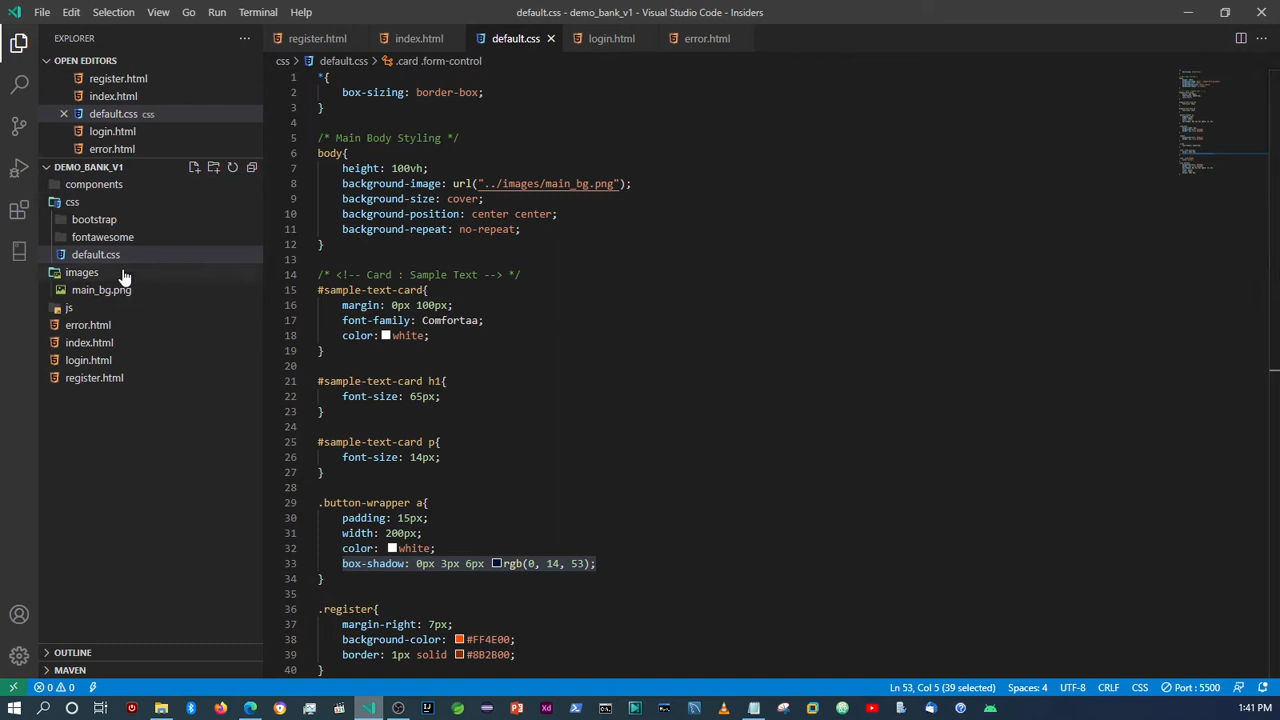 File Edit Selection View Go Run Terminal Help
default.css - demo_bank_v1 - Visual Studio Code - Insiders
EXPLORER
register.html index.html default.css login.html error.html
OPEN EDITORS
register.html
index.html
default.css css
login.html
error.html
DEMO_BANK_V1
components
css
bootstrap
fontawesome
default.css
images
main_bg.png
js
error.html
index.html
login.html
register.html
OUTLINE
MAVEN
css > default.css > .card .form-control
1 *{
2 box-sizing: border-box;
3 }
4
5 /* Main Body Styling */
6 body{
7 height: 100vh;
8 background-image: url("../images/main_bg.png");
9 background-size: cover;
10 background-position: center center;
11 background-repeat: no-repeat;
12 }
13
14 /* <!-- Card : Sample Text --> */
15 #sample-text-card{
16 margin: 0px 100px;
17 font-family: Comfortaa;
18 color: white;
19 }
20
21 #sample-text-card h1{
22 font-size: 65px;
23 }
24
25 #sample-text-card p{
26 font-size: 14px;
27 }
28
29 .button-wrapper a{
30 padding: 15px;
31 width: 200px;
32 color: white;
33 box-shadow: 0px 3px 6px rgb(0, 14, 53);
34 }
35
36 .register{
37 margin-right: 7px;
38 background-color: #FF4E00;
39 border: 1px solid #8B2B00;
40 }
0 0 Ln 53, Col 5 (39 selected) Spaces: 4 UTF-8 CRLF CSS Port : 5500
1:41 PM